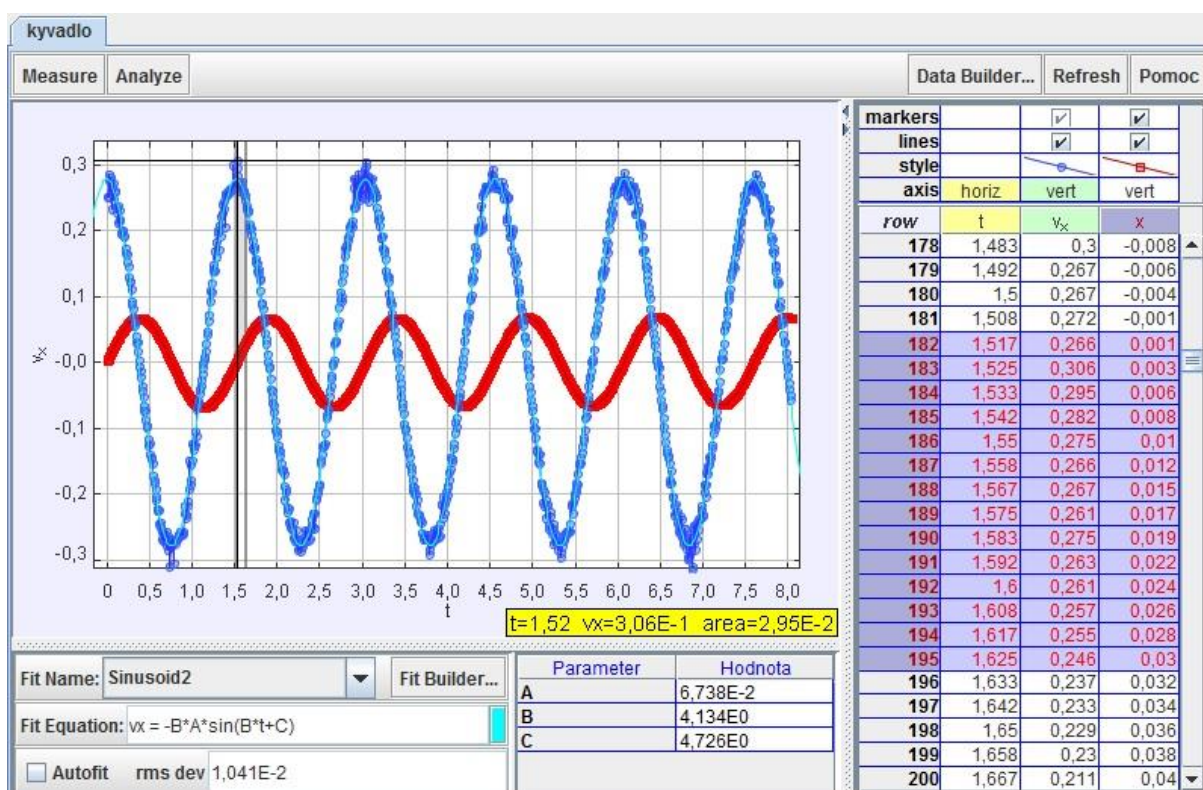 kyvadlo
Measure Analyze Data Builder... Refresh Pomoc
0,3
0,2
0,1
-0,0
-0,1
-0,2
-0,3
vx
0 0,5 1,0 1,5 2,0 2,5 3,0 3,5 4,0 4,5 5,0 5,5 6,0 6,5 7,0 7,5 8,0
t
t=1,52 vx=3,06E-1 area=2,95E-2
markers
lines
style
axis horiz vert vert
row t vx x
178 1,483 0,3 -0,008
179 1,492 0,267 -0,006
180 1,5 0,267 -0,004
181 1,508 0,272 -0,001
182 1,517 0,266 0,001
183 1,525 0,306 0,003
184 1,533 0,295 0,006
185 1,542 0,282 0,008
186 1,55 0,275 0,01
187 1,558 0,266 0,012
188 1,567 0,267 0,015
189 1,575 0,261 0,017
190 1,583 0,275 0,019
191 1,592 0,263 0,022
192 1,6 0,261 0,024
193 1,608 0,257 0,026
194 1,617 0,255 0,028
195 1,625 0,246 0,03
196 1,633 0,237 0,032
197 1,642 0,233 0,034
198 1,65 0,229 0,036
199 1,658 0,23 0,038
200 1,667 0,211 0,04
Fit Name: Sinusoid2 Fit Builder...
Fit Equation: vx = -B*A*sin(B*t+C)
Autofit rms dev 1,041E-2
Parameter Hodnota
A 6,738E-2
B 4,134E0
C 4,726E0